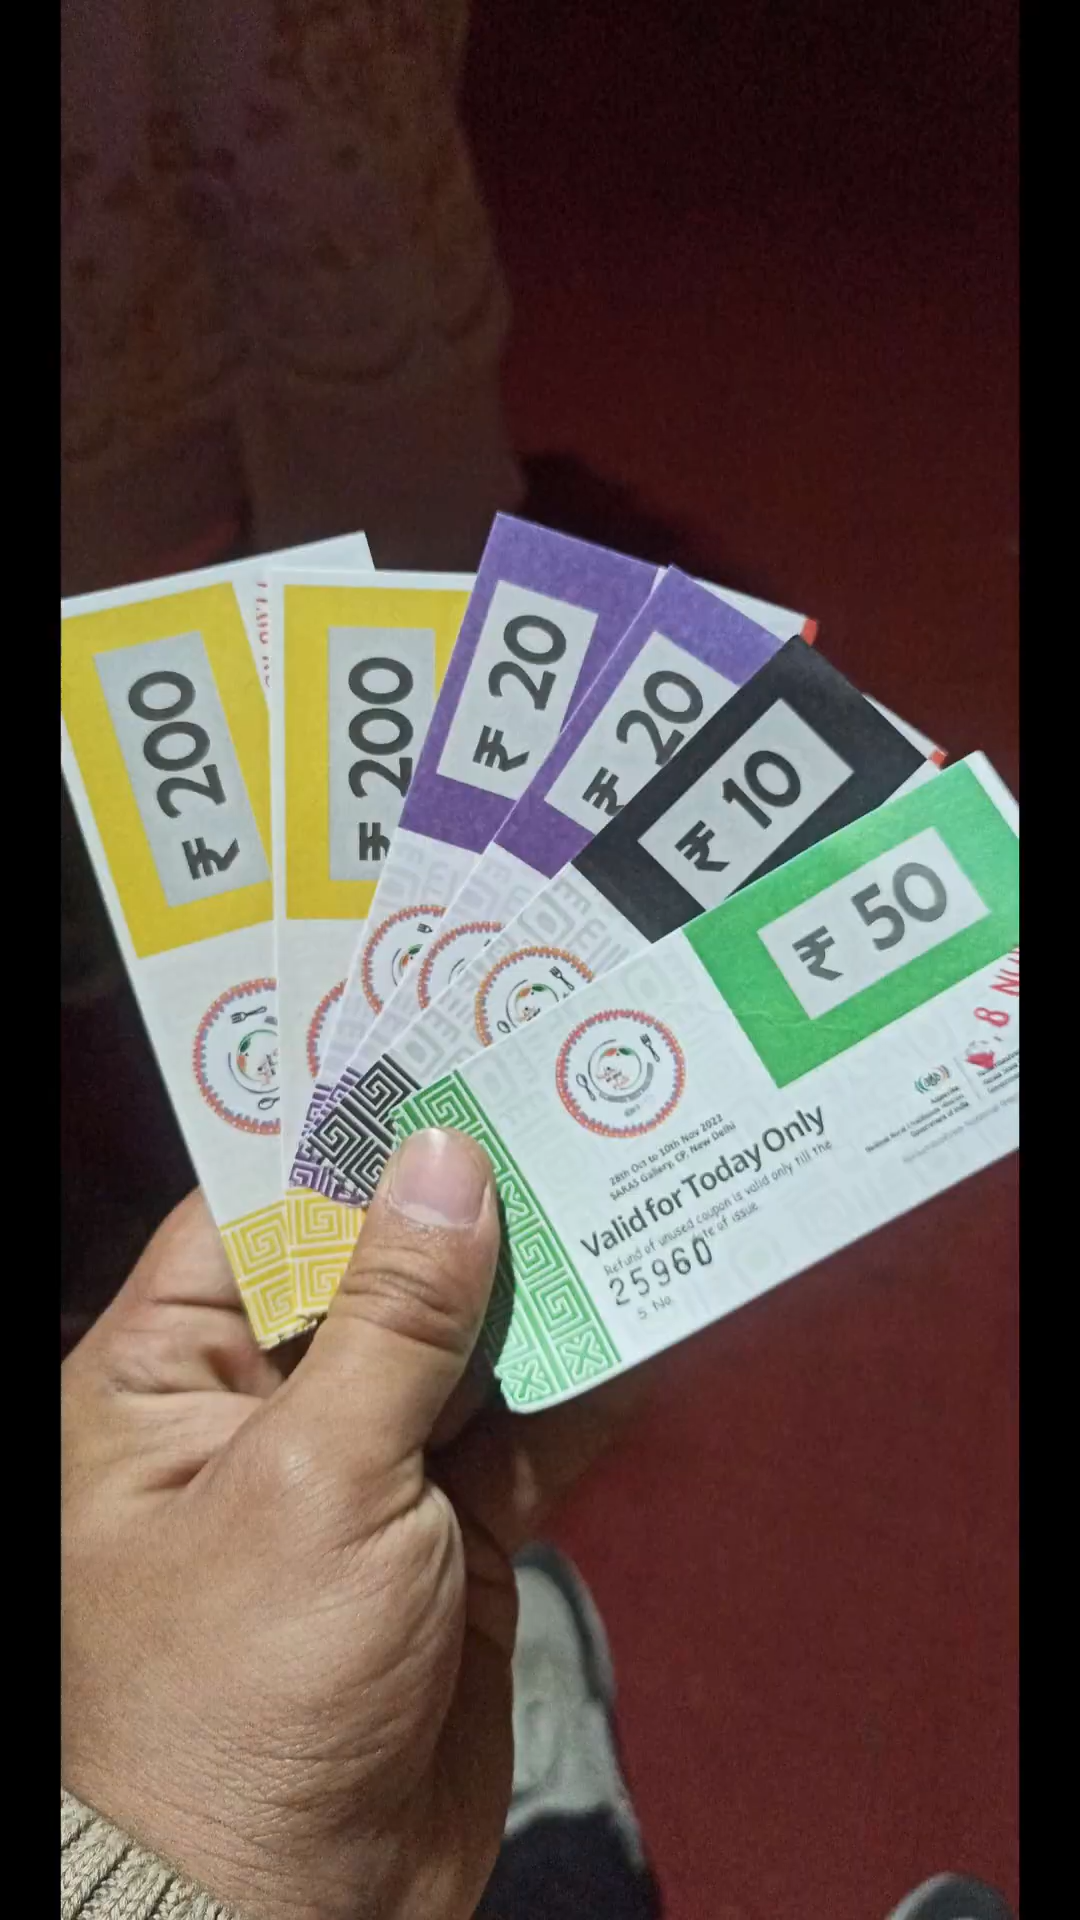 ₹ 200
₹ 200
₹ 20
₹ 20
₹ 10
₹ 50
8 NO
28th Oct to 10th Nov 2022
SARAS Gallery, CP, New Delhi
Valid for Today Only
Refund of unused coupon is valid only till the
date of issue
25960
S. No.
Government of India